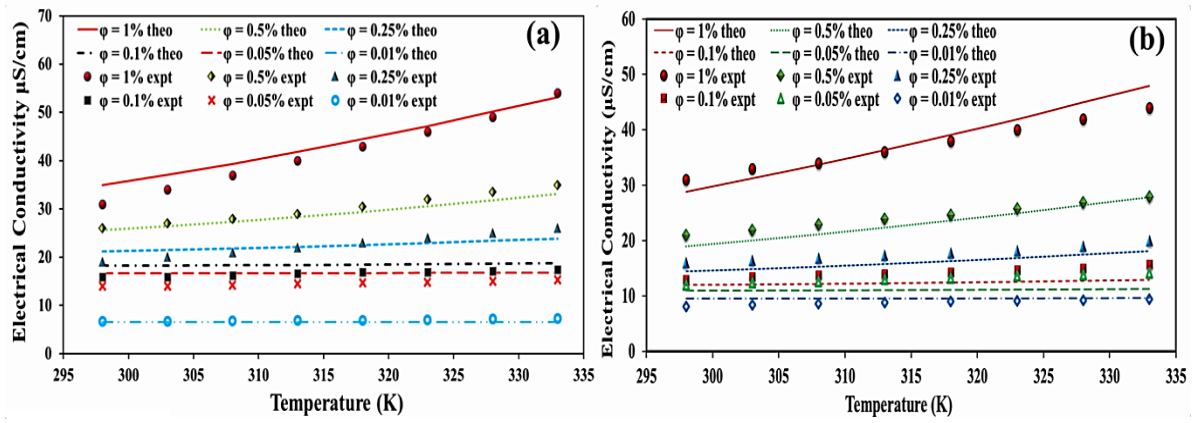 φ = 1% theo φ = 0.5% theo φ = 0.25% theo
φ = 0.1% theo φ = 0.05% theo φ = 0.01% theo
φ = 1% expt φ = 0.5% expt φ = 0.25% expt
φ = 0.1% expt φ = 0.05% expt φ = 0.01% expt
(a)
Electrical Conductivity µS/cm
70
60
50
40
30
20
10
0
295 300 305 310 315 320 325 330 335
Temperature (K)
φ = 1% theo φ = 0.5% theo φ = 0.25% theo
φ = 0.1% theo φ = 0.05% theo φ = 0.01% theo
φ = 1% expt φ = 0.5% expt φ = 0.25% expt
φ = 0.1% expt φ = 0.05% expt φ = 0.01% expt
(b)
Electrical Conductivity (µS/cm)
60
50
40
30
20
10
0
295 300 305 310 315 320 325 330 335
Temperature (K)